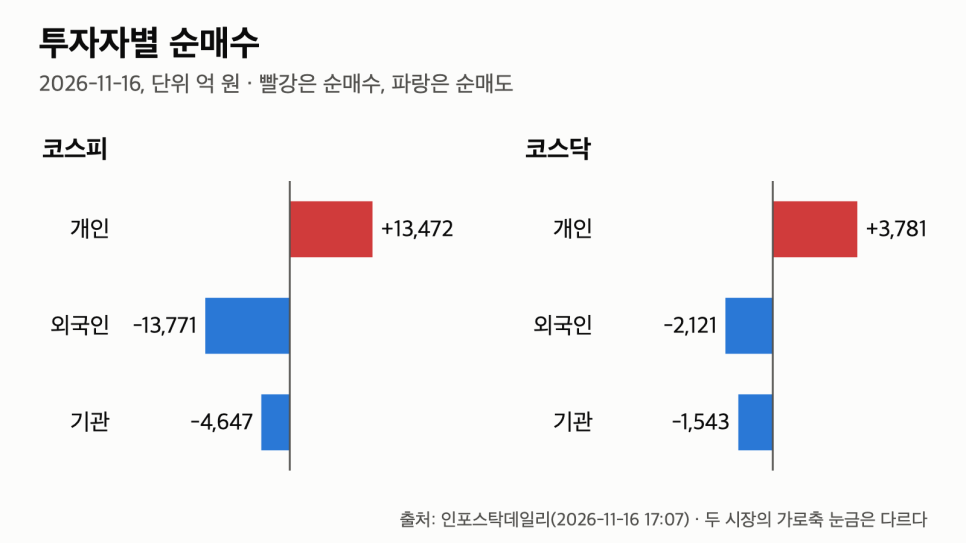 투자자별 순매수
2026-11-16, 단위 억 원 · 빨강은 순매수, 파랑은 순매도
코스피
개인 +13,472
외국인 -13,771
기관 -4,647
코스닥
개인 +3,781
외국인 -2,121
기관 -1,543
출처: 인포스탁데일리(2026-11-16 17:07) · 두 시장의 가로축 눈금은 다르다